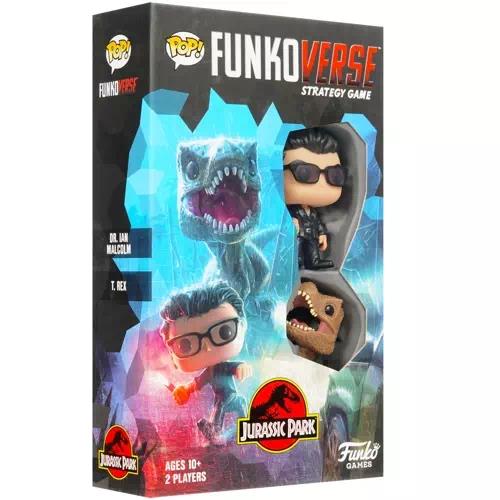 POP!
FUNKOVERSE
DR. IAN
MALCOLM
T. REX
JURASSIC PARK
POP!
FUNKOVERSE
STRATEGY GAME
JURASSIC PARK
AGES 10+
2 PLAYERS
Funko
GAMES